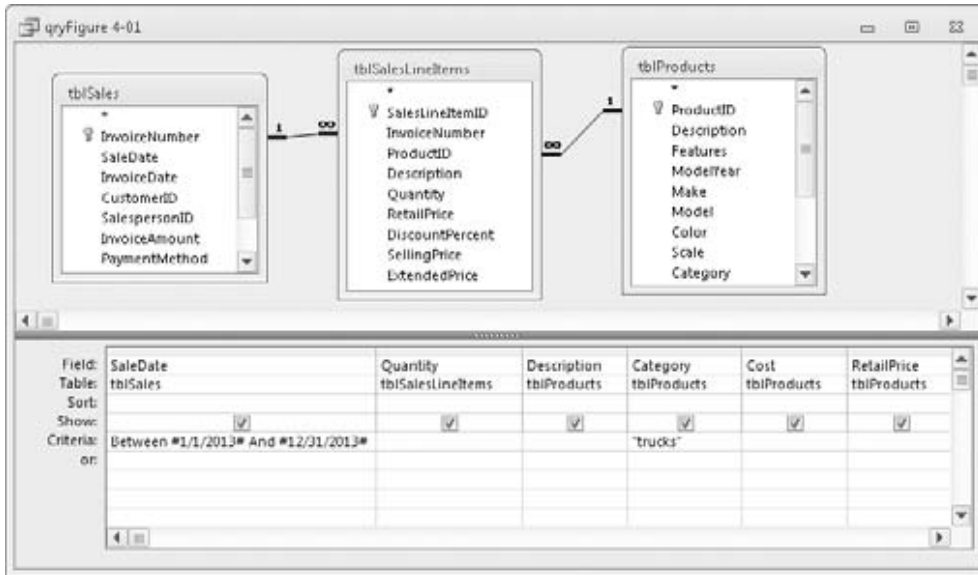 qryFigure 4-01
tblSales
*
InvoiceNumber
SaleDate
InvoiceDate
CustomerID
SalespersonID
InvoiceAmount
PaymentMethod
1 ∞
tblSalesLineItems
*
SalesLineItemID
InvoiceNumber
ProductID
Description
Quantity
RetailPrice
DiscountPercent
SellingPrice
ExtendedPrice
∞ 1
tblProducts
*
ProductID
Description
Features
ModelYear
Make
Model
Color
Scale
Category
Field: SaleDate Quantity Description Category Cost RetailPrice
Table: tblSales tblSalesLineItems tblProducts tblProducts tblProducts tblProducts
Sort:
Show:
Criteria: Between #1/1/2013# And #12/31/2013# "trucks"
or: